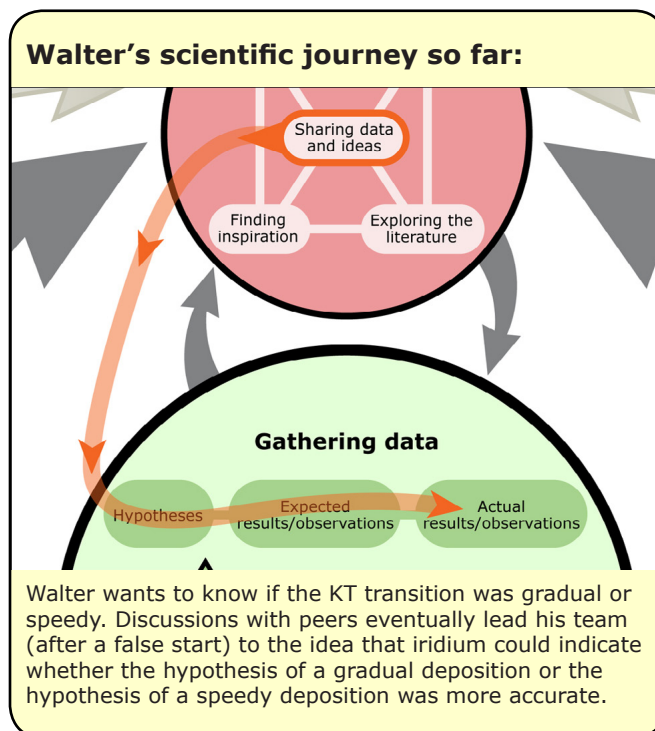 Walter’s scientific journey so far:
Sharing data
and ideas
Finding
inspiration
Exploring the
literature
Gathering data
Hypotheses
Expected
results/observations
Actual
results/observations
Walter wants to know if the KT transition was gradual or
speedy. Discussions with peers eventually lead his team
(after a false start) to the idea that iridium could indicate
whether the hypothesis of a gradual deposition or the
hypothesis of a speedy deposition was more accurate.